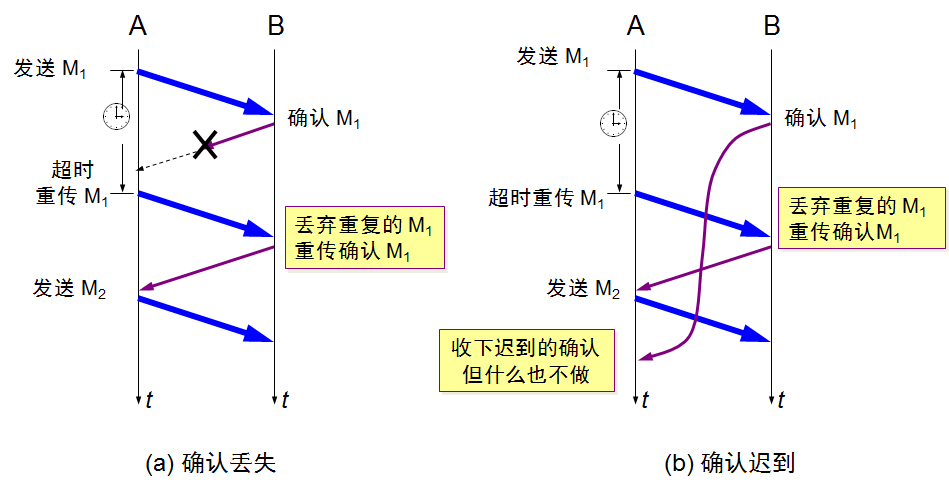 A
B
发送 M1
确认 M1
超时
重传 M1
丢弃重复的 M1
重传确认 M1
发送 M2
t
t
(a) 确认丢失
A
B
发送 M1
确认 M1
超时重传 M1
丢弃重复的 M1
重传确认M1
发送 M2
收下迟到的确认
但什么也不做
t
t
(b) 确认迟到